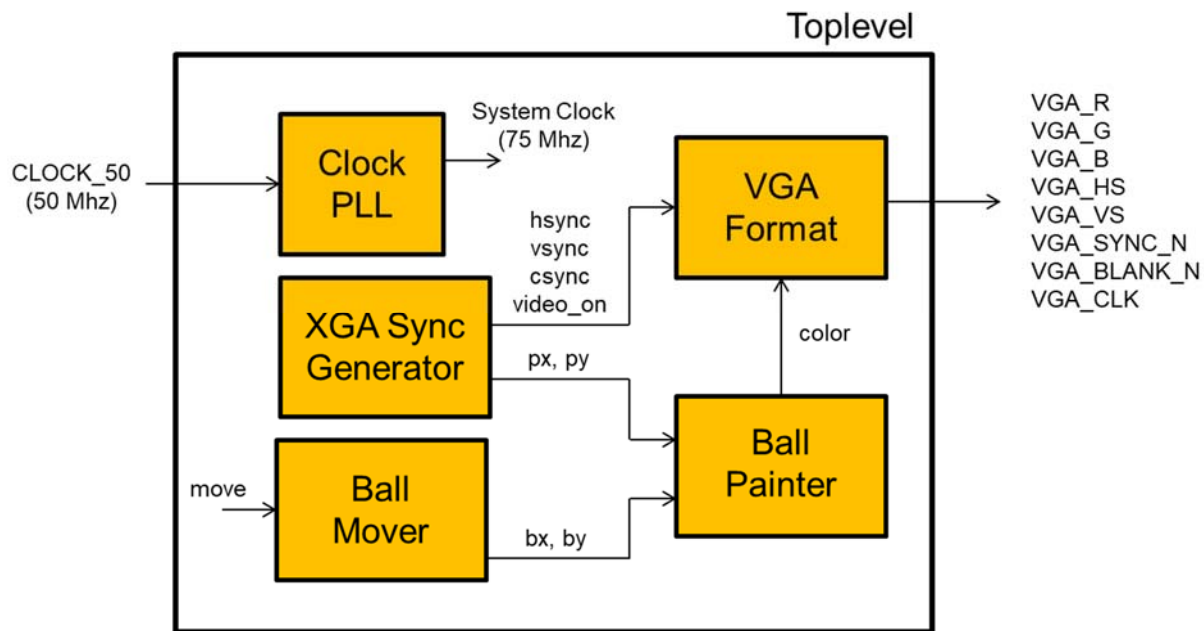 Toplevel
CLOCK_50
(50 Mhz)
Clock
PLL
System Clock
(75 Mhz)
hsync
vsync
csync
video_on
XGA Sync
Generator
px, py
move
Ball
Mover
bx, by
VGA
Format
color
Ball
Painter
VGA_R
VGA_G
VGA_B
VGA_HS
VGA_VS
VGA_SYNC_N
VGA_BLANK_N
VGA_CLK